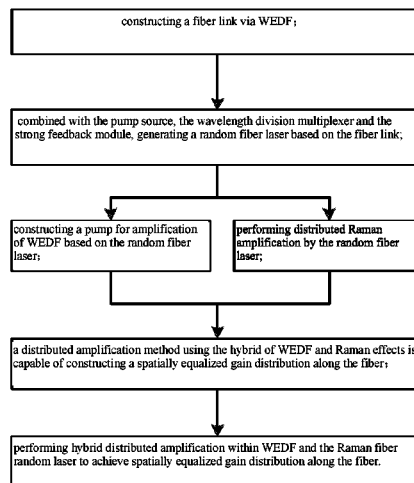 constructing a fiber link via WEDF;
combined with the pump source, the wavelength division multiplexer and the
strong feedback module, generating a random fiber laser based on the fiber link;
constructing a pump for amplification
of WEDF based on the random fiber
laser;
performing distributed Raman
amplification by the random fiber
laser;
a distributed amplification method using the hybrid of WEDF and Raman effects is
capable of constructing a spatially equalized gain distribution along the fiber;
performing hybrid distributed amplification within WEDF and the Raman fiber
random laser to achieve spatially equalized gain distribution along the fiber.